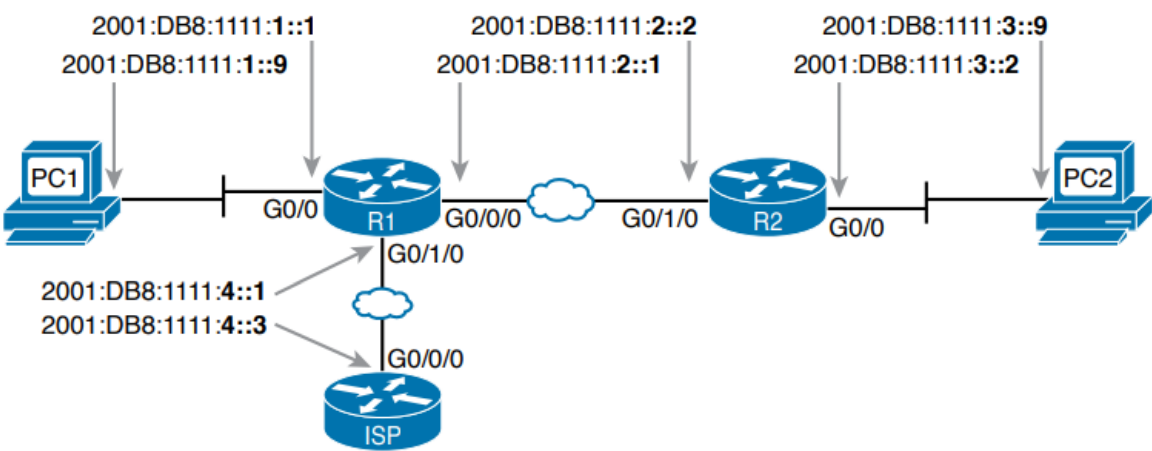 2001:DB8:1111:1::1
2001:DB8:1111:2::2
2001:DB8:1111:3::9
2001:DB8:1111:1::9
2001:DB8:1111:2::1
2001:DB8:1111:3::2
PC1
G0/0
R1
G0/0/0
G0/1/0
R2
G0/0
PC2
G0/1/0
2001:DB8:1111:4::1
2001:DB8:1111:4::3
G0/0/0
ISP